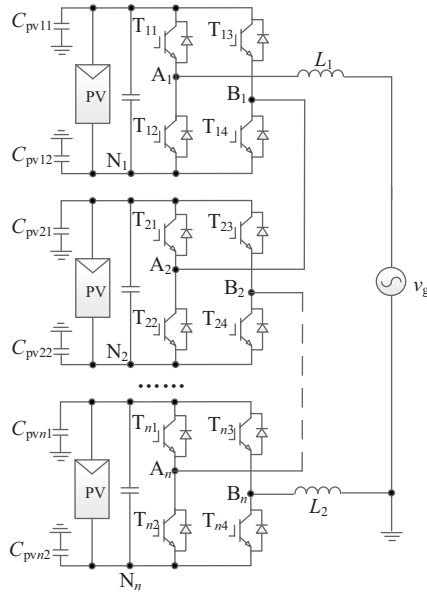 C_pv11 T_11 T_13
A_1 L_1
PV B_1
T_12 T_14
C_pv12 N_1
C_pv21 T_21 T_23
A_2
PV B_2 v_g
T_22 T_24
C_pv22 N_2
......
C_pvn1 T_n1 T_n3
A_n
PV B_n L_2
T_n2 T_n4
C_pvn2 N_n